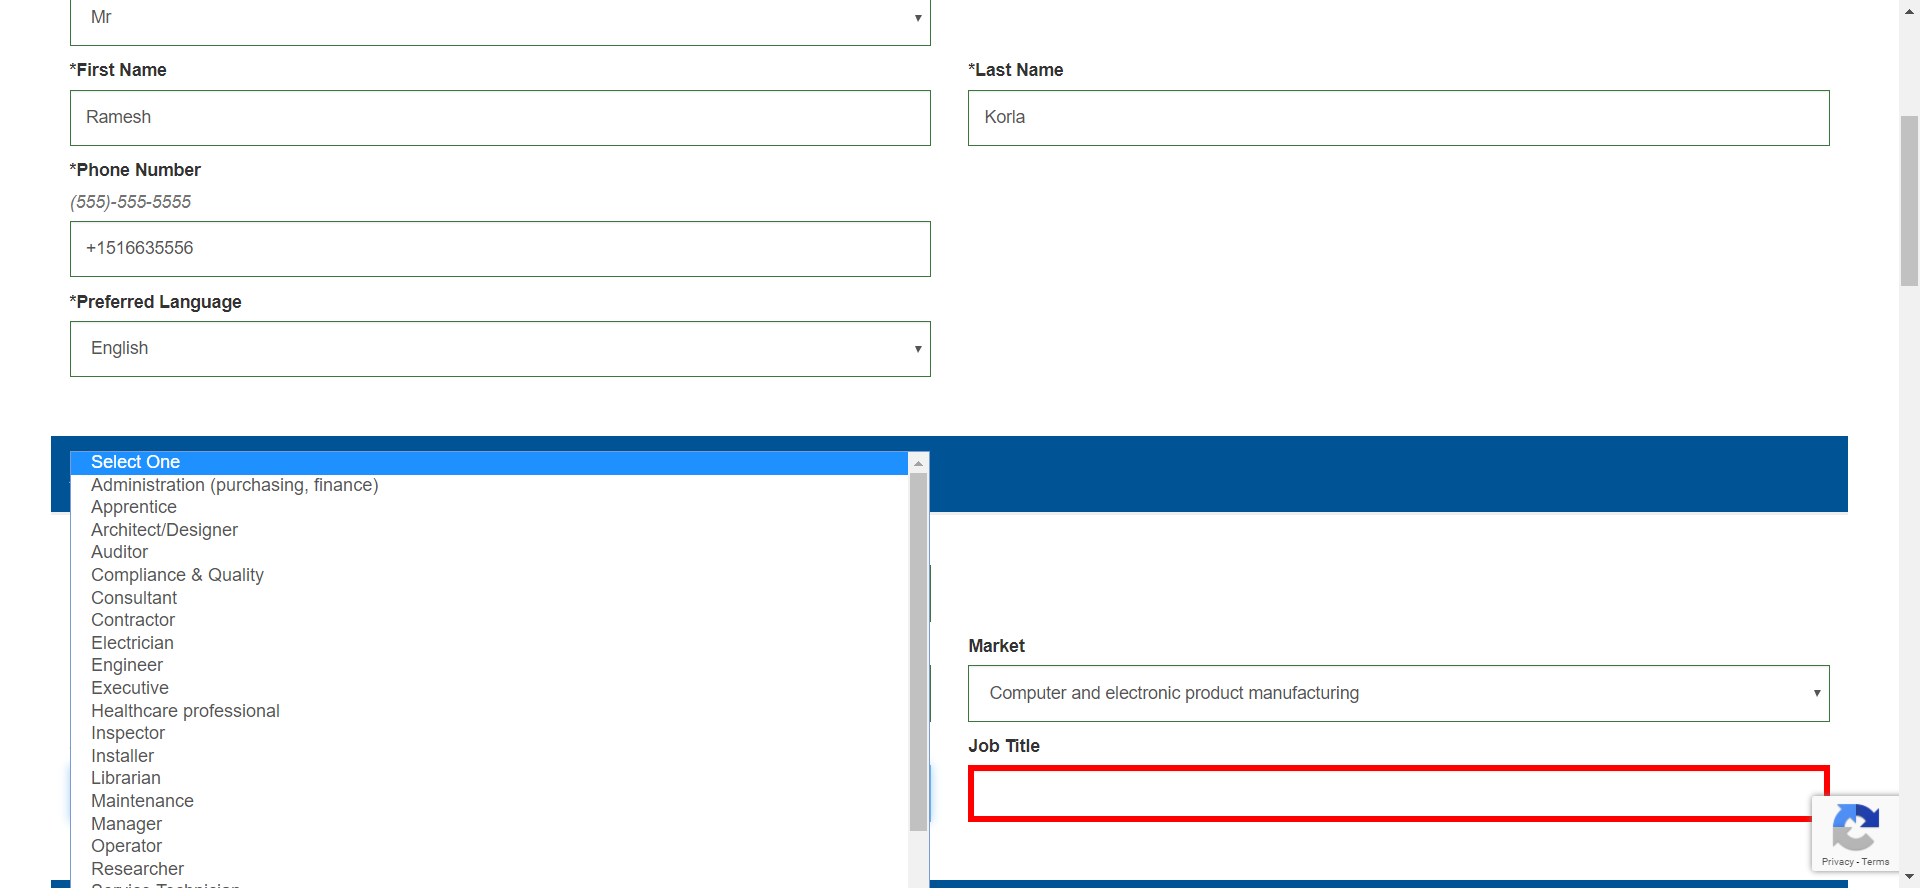 Mr
*First Name
*Last Name
Ramesh
Korla
*Phone Number
(555)-555-5555
+1516635556
*Preferred Language
English
Select One
Administration (purchasing, finance)
Apprentice
Architect/Designer
Auditor
Compliance & Quality
Consultant
Contractor
Electrician
Engineer
Executive
Healthcare professional
Inspector
Installer
Librarian
Maintenance
Manager
Operator
Researcher
Service Technician
Market
Computer and electronic product manufacturing
Job Title
Privacy - Terms